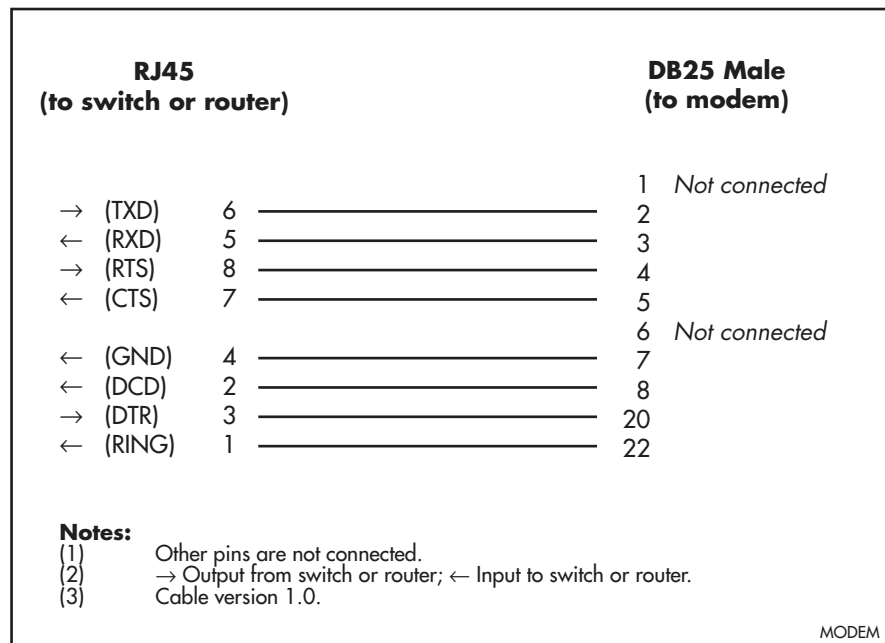 RJ45 DB25 Male
(to switch or router) (to modem)
1 Not connected
→ (TXD) 6 2
← (RXD) 5 3
→ (RTS) 8 4
← (CTS) 7 5
6 Not connected
← (GND) 4 7
← (DCD) 2 8
→ (DTR) 3 20
← (RING) 1 22
Notes:
(1) Other pins are not connected.
(2) → Output from switch or router; ← Input to switch or router.
(3) Cable version 1.0.
MODEM